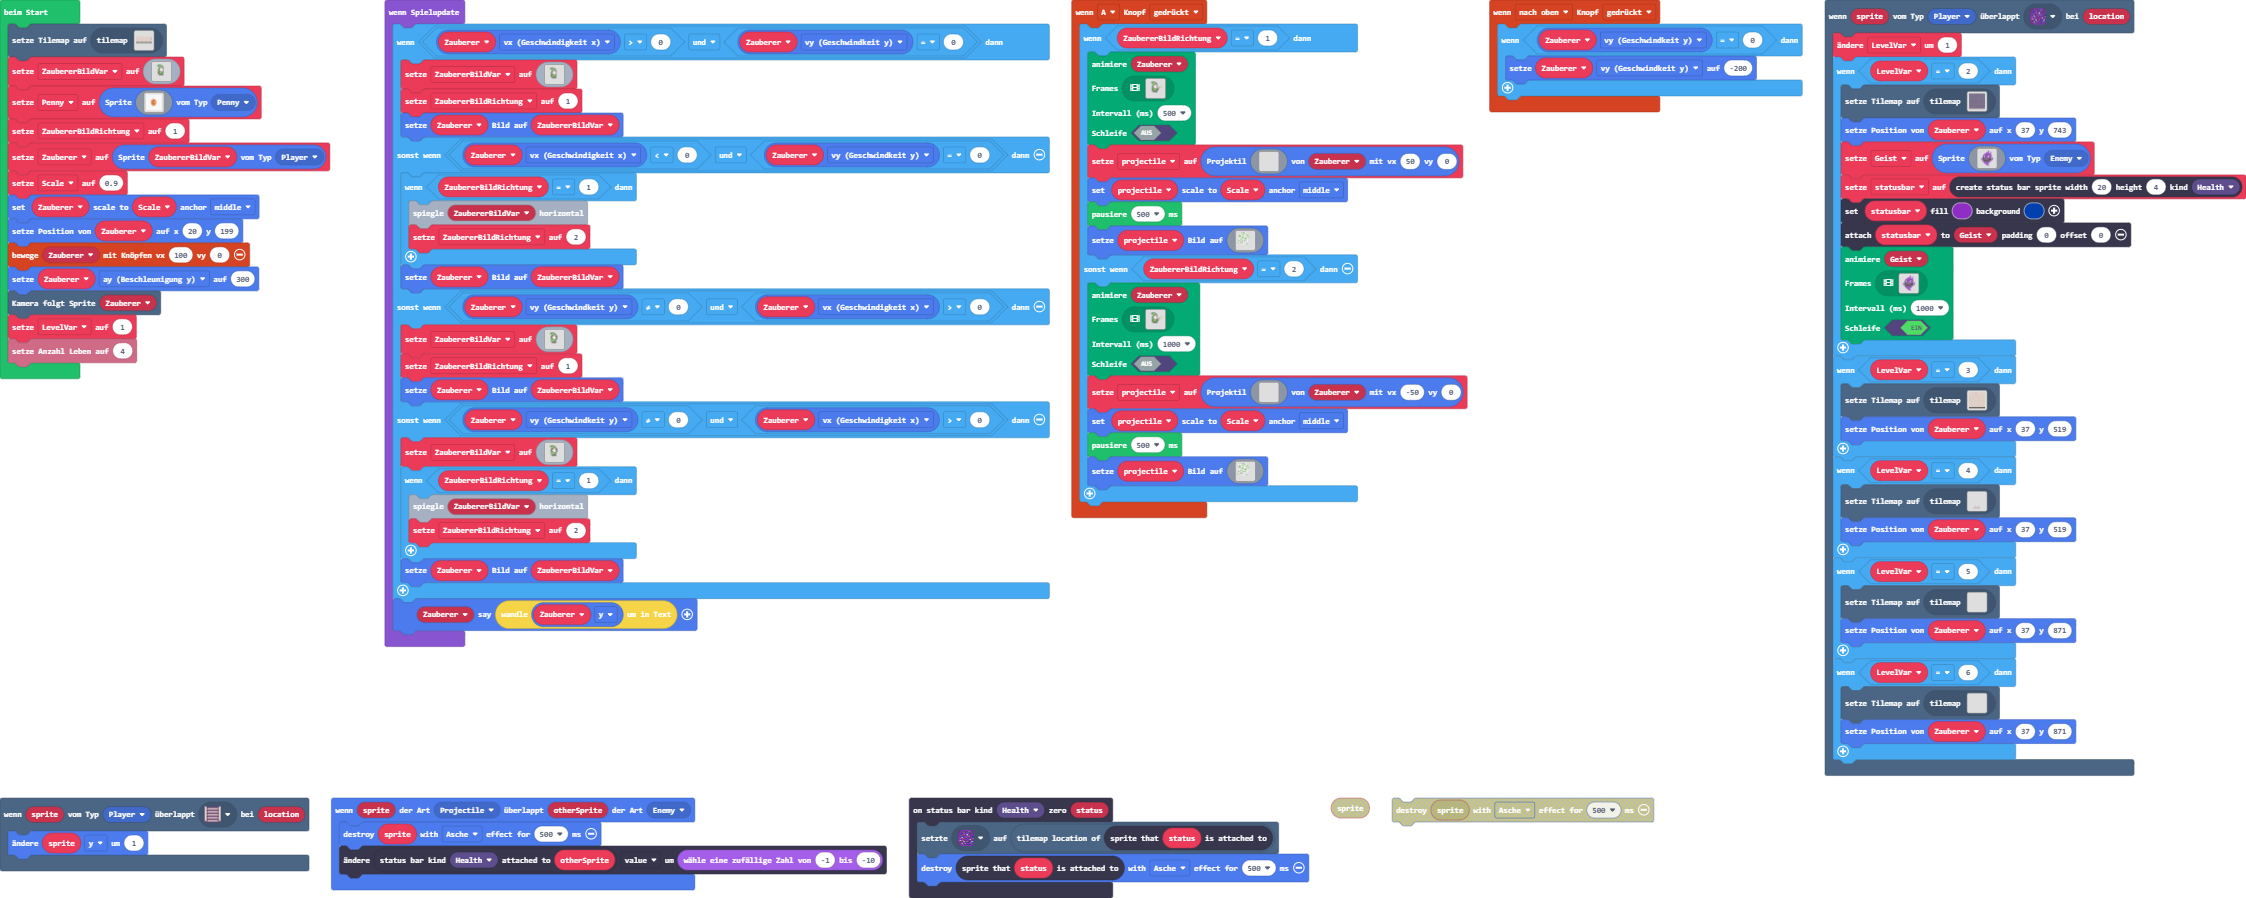 beim Start
setze Tilemap auf tilemap
setze ZaubererBildVar auf
setze Penny auf Sprite vom Typ Penny
setze ZaubererBildRichtung auf 1
setze Zauberer auf Sprite ZaubererBildVar vom Typ Player
setze Scale auf 0.9
set Zauberer scale to Scale anchor middle
setze Position von Zauberer auf x 20 y 199
bewege Zauberer mit Knöpfen vx 100 vy 0
setze Zauberer ay (Beschleunigung y) auf 300
Kamera folgt Sprite Zauberer
setze LevelVar auf 1
setze Anzahl Leben auf 4
wenn Spielupdate
wenn Zauberer vx (Geschwindigkeit x) > 0 und Zauberer vy (Geschwindkeit y) = 0 dann
setze ZaubererBildVar auf
setze ZaubererBildRichtung auf 1
setze Zauberer Bild auf ZaubererBildVar
sonst wenn Zauberer vx (Geschwindigkeit x) < 0 und Zauberer vy (Geschwindkeit y) = 0 dann
wenn ZaubererBildRichtung = 1 dann
spiegle ZaubererBildVar horizontal
setze ZaubererBildRichtung auf 2
setze Zauberer Bild auf ZaubererBildVar
sonst wenn Zauberer vy (Geschwindkeit y) ≠ 0 und Zauberer vx (Geschwindigkeit x) > 0 dann
setze ZaubererBildVar auf
setze ZaubererBildRichtung auf 1
setze Zauberer Bild auf ZaubererBildVar
sonst wenn Zauberer vy (Geschwindkeit y) ≠ 0 und Zauberer vx (Geschwindigkeit x) > 0 dann
setze ZaubererBildVar auf
wenn ZaubererBildRichtung = 1 dann
spiegle ZaubererBildVar horizontal
setze ZaubererBildRichtung auf 2
setze Zauberer Bild auf ZaubererBildVar
Zauberer say wandle Zauberer y um in Text
wenn A Knopf gedrückt
wenn ZaubererBildRichtung = 1 dann
animiere Zauberer
Frames
Intervall (ms) 500
Schleife AUS
setze projectile auf Projektil von Zauberer mit vx 50 vy 0
set projectile scale to Scale anchor middle
pausiere 500 ms
setze projectile Bild auf
sonst wenn ZaubererBildRichtung = 2 dann
animiere Zauberer
Frames
Intervall (ms) 1000
Schleife AUS
setze projectile auf Projektil von Zauberer mit vx -50 vy 0
set projectile scale to Scale anchor middle
pausiere 500 ms
setze projectile Bild auf
wenn nach oben Knopf gedrückt
wenn Zauberer vy (Geschwindkeit y) = 0 dann
setze Zauberer vy (Geschwindkeit y) auf -200
wenn sprite vom Typ Player überlappt bei location
ändere LevelVar um 1
wenn LevelVar = 2 dann
setze Tilemap auf tilemap
setze Position von Zauberer auf x 37 y 743
setze Geist auf Sprite vom Typ Enemy
setze statusbar auf create status bar sprite width 20 height 4 kind Health
set statusbar fill background
attach statusbar to Geist padding 0 offset 0
animiere Geist
Frames
Intervall (ms) 1000
Schleife EIN
wenn LevelVar = 3 dann
setze Tilemap auf tilemap
setze Position von Zauberer auf x 37 y 519
wenn LevelVar = 4 dann
setze Tilemap auf tilemap
setze Position von Zauberer auf x 37 y 519
wenn LevelVar = 5 dann
setze Tilemap auf tilemap
setze Position von Zauberer auf x 37 y 871
wenn LevelVar = 6 dann
setze Tilemap auf tilemap
setze Position von Zauberer auf x 37 y 871
wenn sprite vom Typ Player überlappt bei location
ändere sprite y um 1
wenn sprite der Art Projectile überlappt otherSprite der Art Enemy
destroy sprite with Asche effect for 500 ms
ändere status bar kind Health attached to otherSprite value um wähle eine zufällige Zahl von -1 bis -10
on status bar kind Health zero status
setzte auf tilemap location of sprite that status is attached to
destroy sprite that status is attached to with Asche effect for 500 ms
sprite
destroy sprite with Asche effect for 500 ms